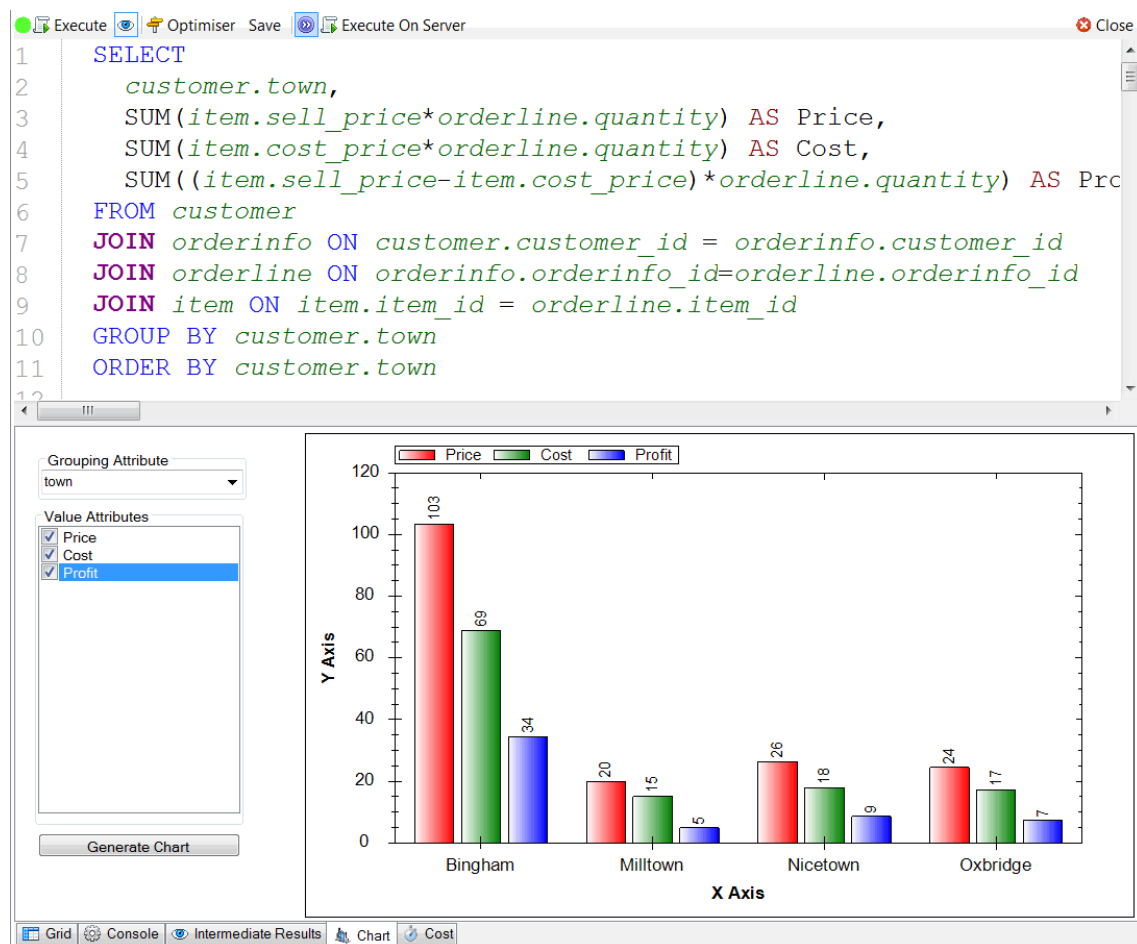 Execute Optimiser Save Execute On Server Close
1 SELECT
2 customer.town,
3 SUM(item.sell_price*orderline.quantity) AS Price,
4 SUM(item.cost_price*orderline.quantity) AS Cost,
5 SUM((item.sell_price-item.cost_price)*orderline.quantity) AS Pro
6 FROM customer
7 JOIN orderinfo ON customer.customer_id = orderinfo.customer_id
8 JOIN orderline ON orderinfo.orderinfo_id=orderline.orderinfo_id
9 JOIN item ON item.item_id = orderline.item_id
10 GROUP BY customer.town
11 ORDER BY customer.town
12
Grouping Attribute
town
Value Attributes
Price
Cost
Profit
Generate Chart
Price Cost Profit
120
100
80
60
40
20
0
Y Axis
103
69
34
20
15
5
26
18
9
24
17
7
Bingham Milltown Nicetown Oxbridge
X Axis
Grid Console Intermediate Results Chart Cost